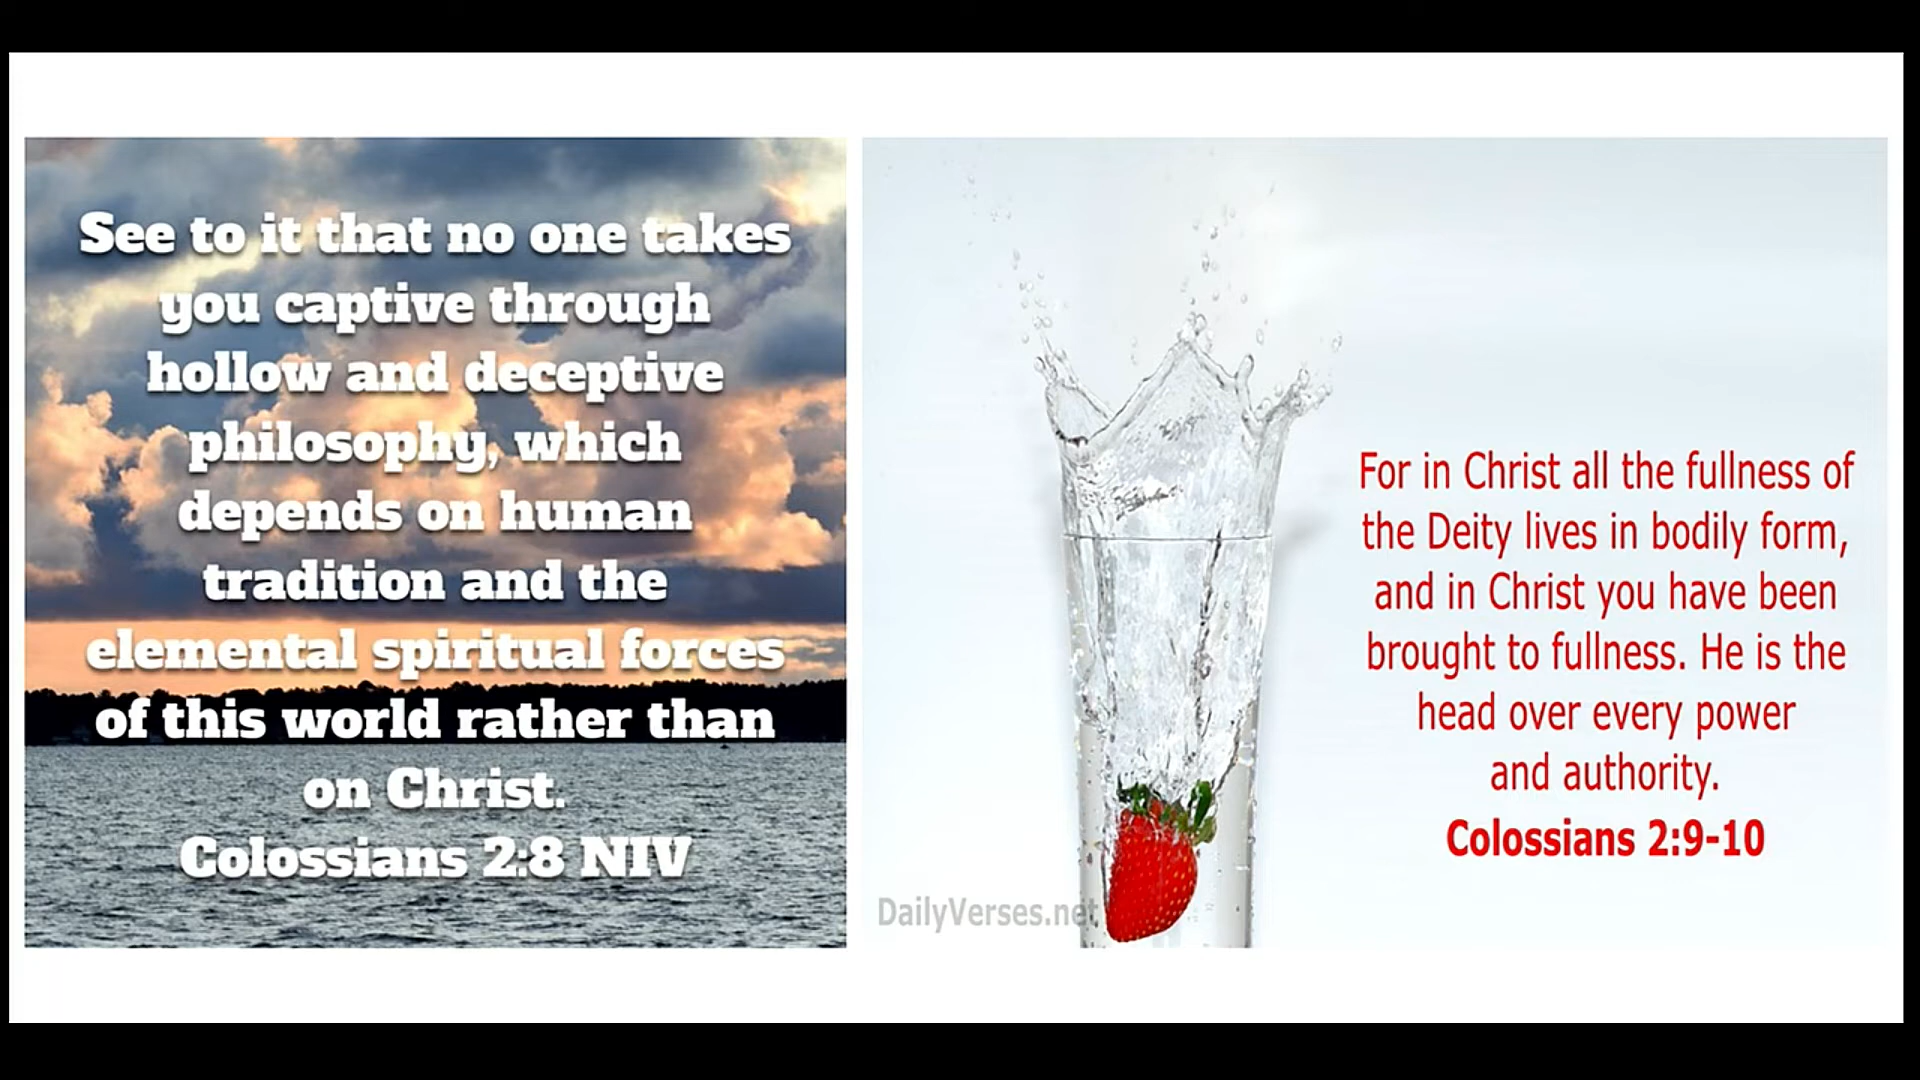 See to it that no one takes
you captive through
hollow and deceptive
philosophy, which
depends on human
tradition and the
elemental spiritual forces
of this world rather than
on Christ.
Colossians 2:8 NIV
For in Christ all the fullness of
the Deity lives in bodily form,
and in Christ you have been
brought to fullness. He is the
head over every power
and authority.
Colossians 2:9-10
DailyVerses.net